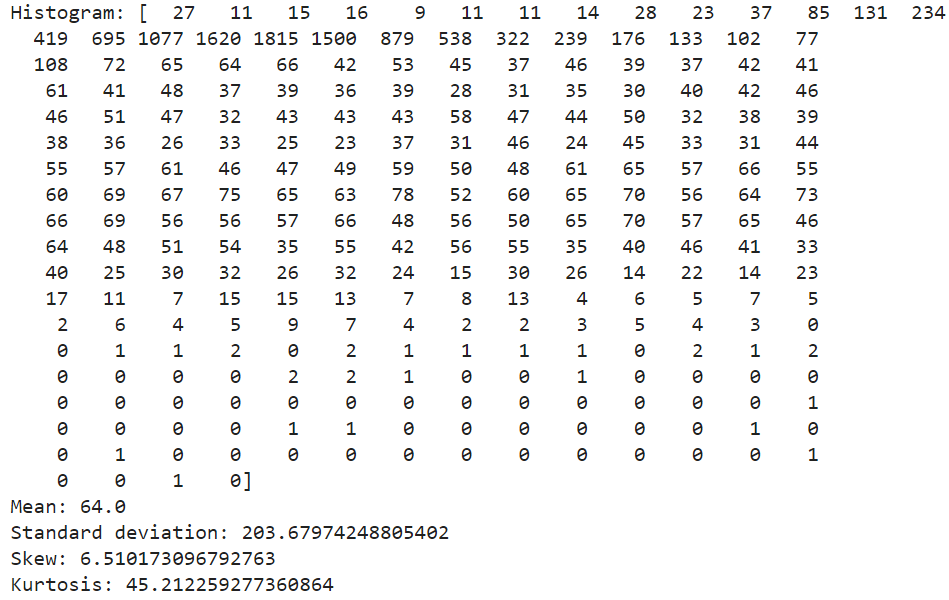 Histogram: [  27   11   15   16    9   11   11   14   28   23   37   85  131  234
  419  695 1077 1620 1815 1500  879  538  322  239  176  133  102   77
  108   72   65   64   66   42   53   45   37   46   39   37   42   41
   61   41   48   37   39   36   39   28   31   35   30   40   42   46
   46   51   47   32   43   43   43   58   47   44   50   32   38   39
   38   36   26   33   25   23   37   31   46   24   45   33   31   44
   55   57   61   46   47   49   59   50   48   61   65   57   66   55
   60   69   67   75   65   63   78   52   60   65   70   56   64   73
   66   69   56   56   57   66   48   56   50   65   70   57   65   46
   64   48   51   54   35   55   42   56   55   35   40   46   41   33
   40   25   30   32   26   32   24   15   30   26   14   22   14   23
   17   11    7   15   15   13    7    8   13    4    6    5    7    5
    2    6    4    5    9    7    4    2    2    3    5    4    3    0
    0    1    1    2    0    2    1    1    1    1    0    2    1    2
    0    0    0    0    2    2    1    0    0    1    0    0    0    0
    0    0    0    0    0    0    0    0    0    0    0    0    0    1
    0    0    0    0    1    1    0    0    0    0    0    0    1    0
    0    1    0    0    0    0    0    0    0    0    0    0    0    1
    0    0    1    0]
Mean: 64.0
Standard deviation: 203.67974248805402
Skew: 6.510173096792763
Kurtosis: 45.212259277360864